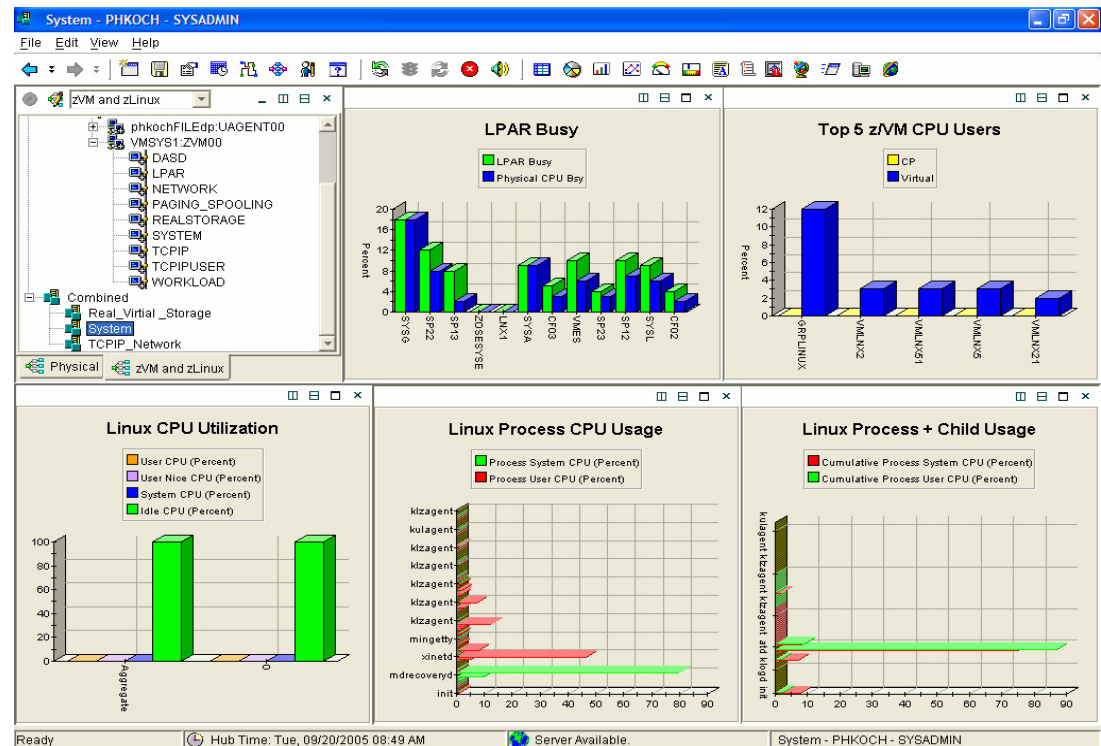 System - PHKOCH - SYSADMIN
File Edit View Help
zVM and zLinux
phkochFILEdp:UAGENT00
VMSYS1:ZVM00
DASD
LPAR
NETWORK
PAGING_SPOOLING
REALSTORAGE
SYSTEM
TCPIP
TCPIPUSER
WORKLOAD
Combined
Real_Virtial _Storage
System
TCPIP_Network
Physical
zVM and zLinux
LPAR Busy
LPAR Busy
Physical CPU Bsy
Percent
20
16
12
8
4
0
SYSG
SP22
SP13
ZOSESYSE
LNX1
SYSA
CF03
VMES
SP23
SP12
SYSL
CF02
Top 5 z/VM CPU Users
CP
Virtual
Percent
12
10
8
6
4
2
0
GRPLINUX
VMLNX2
VMLNX51
VMLNX5
VMLNX21
Linux CPU Utilization
User CPU (Percent)
User Nice CPU (Percent)
System CPU (Percent)
Idle CPU (Percent)
100
80
60
40
20
0
Aggregate
0
Linux Process CPU Usage
Process System CPU (Percent)
Process User CPU (Percent)
klzagent
kulagent
klzagent
klzagent
klzagent
klzagent
klzagent
mingetty
xinetd
mdrecoveryd
init
0 10 20 30 40 50 60 70 80 90
Linux Process + Child Usage
Cumulative Process System CPU (Percent)
Cumulative Process User CPU (Percent)
kulagent klzagent klzagent atd klogd init
0 10 20 30 40 50 60 70 80 90
Ready
Hub Time: Tue, 09/20/2005 08:49 AM
Server Available.
System - PHKOCH - SYSADMIN